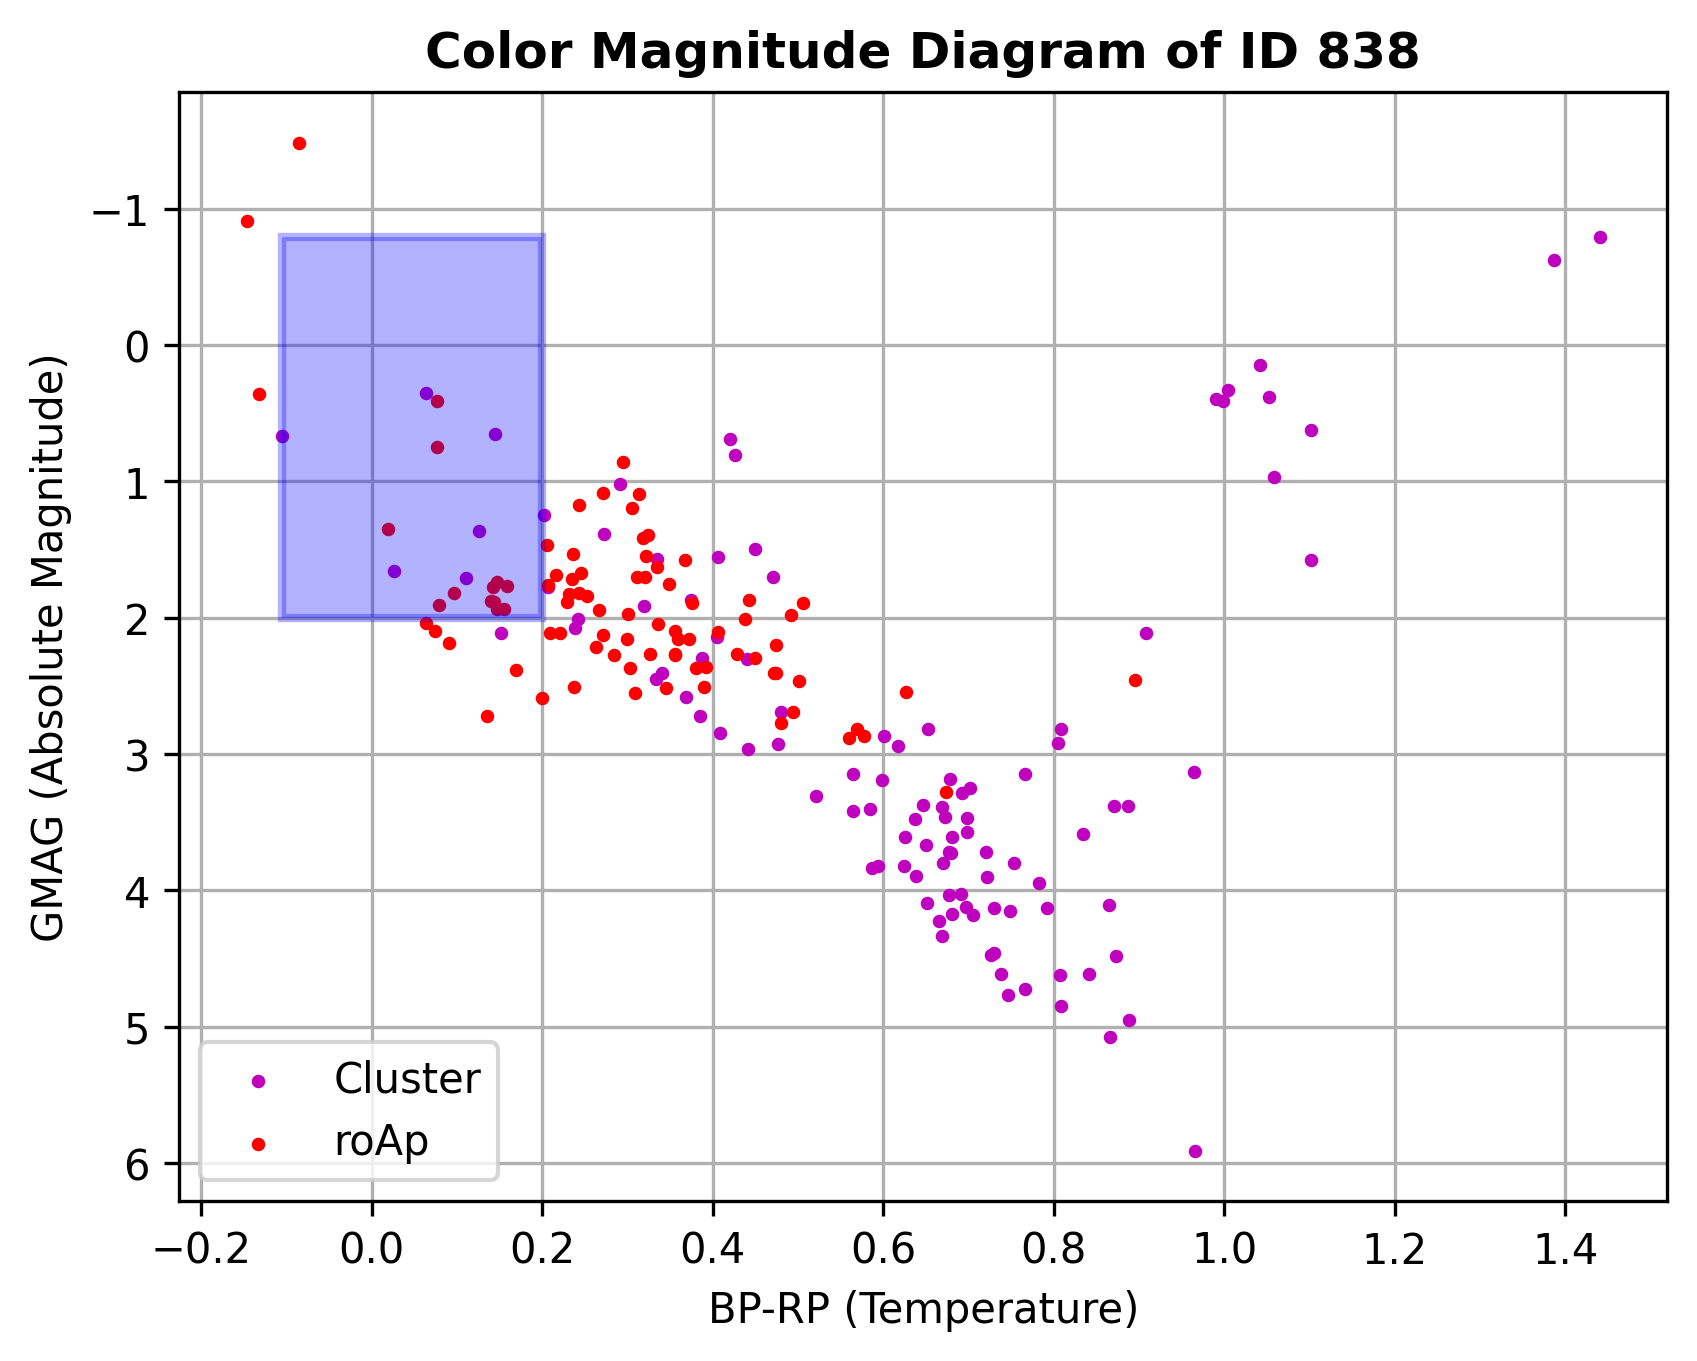 Color Magnitude Diagram of ID 838
GMAG (Absolute Magnitude)
−1
0
1
2
3
4
5
6
Cluster
roAp
−0.2 0.0 0.2 0.4 0.6 0.8 1.0 1.2 1.4
BP-RP (Temperature)